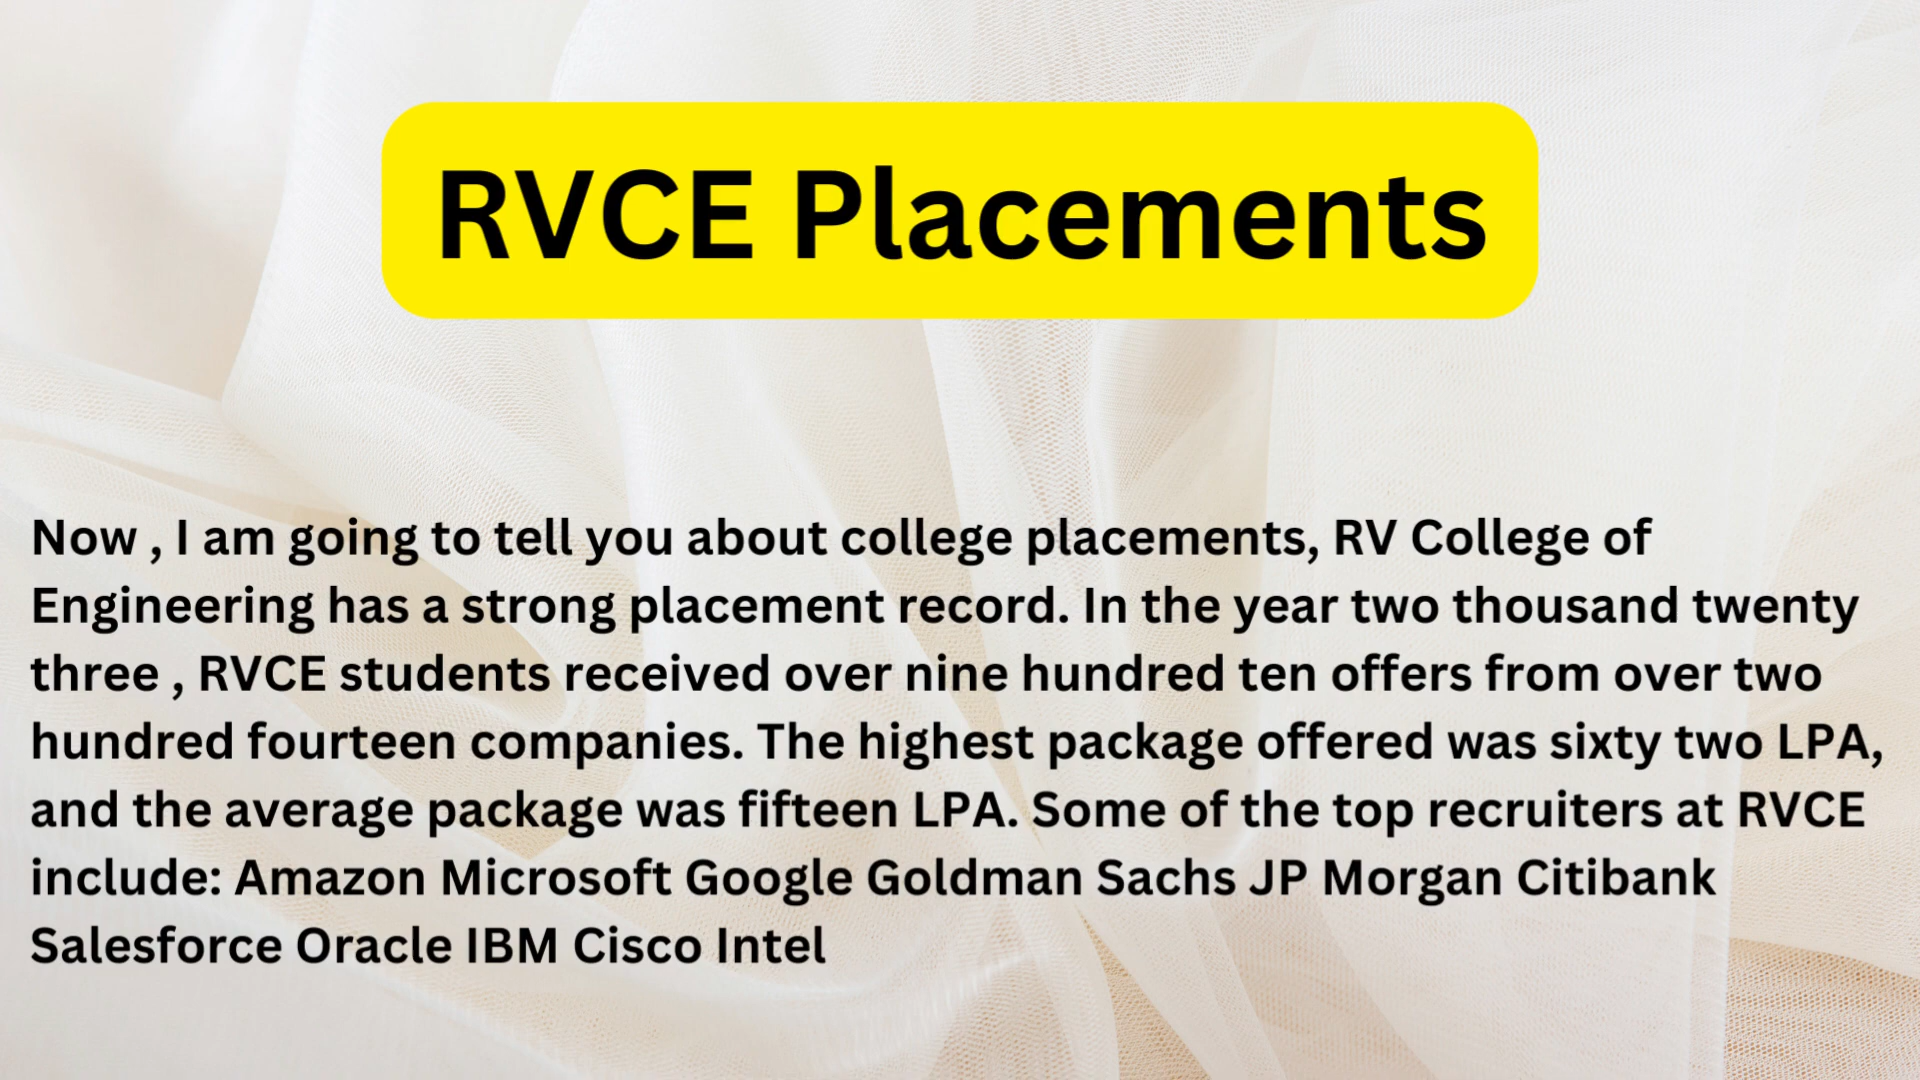 RVCE Placements
Now , I am going to tell you about college placements, RV College of
Engineering has a strong placement record. In the year two thousand twenty
three , RVCE students received over nine hundred ten offers from over two
hundred fourteen companies. The highest package offered was sixty two LPA,
and the average package was fifteen LPA. Some of the top recruiters at RVCE
include: Amazon Microsoft Google Goldman Sachs JP Morgan Citibank
Salesforce Oracle IBM Cisco Intel